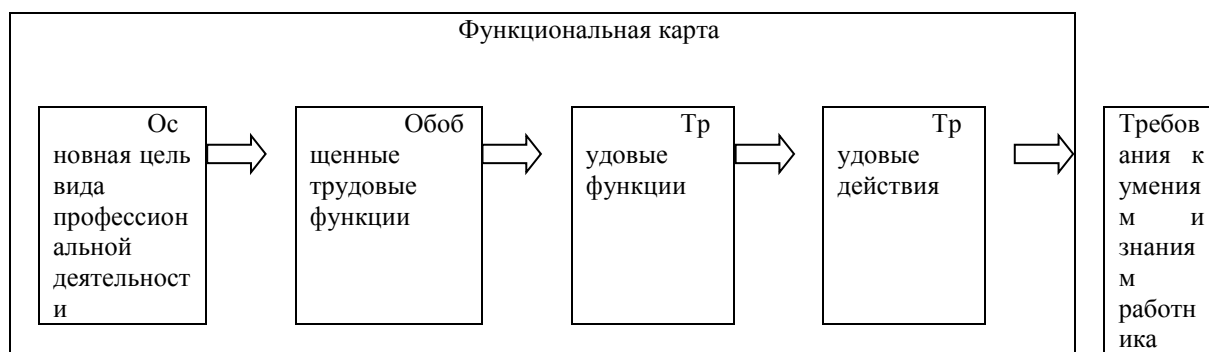 Функциональная карта
Ос
новная цель
вида
профессион
альной
деятельност
и
Обоб
щенные
трудовые
функции
Тр
удовые
функции
Тр
удовые
действия
Требов
ания к
умения
м и
знания
м
работн
ика